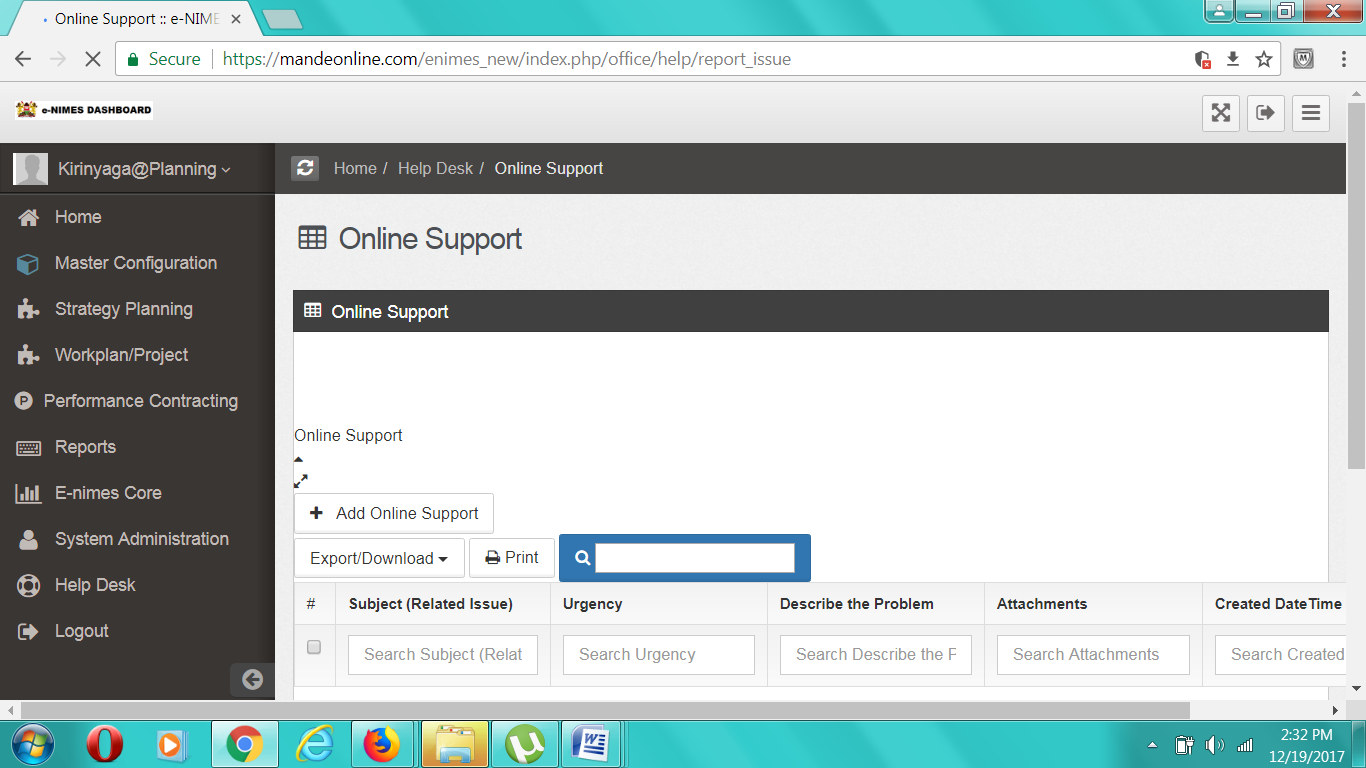 Online Support :: e-NIME
Secure https://mandeonline.com/enimes_new/index.php/office/help/report_issue
e-NIMES DASHBOARD
Kirinyaga@Planning
Home / Help Desk / Online Support
Home
Master Configuration
Strategy Planning
Workplan/Project
Performance Contracting
Reports
E-nimes Core
System Administration
Help Desk
Logout
Online Support
Online Support
Online Support
Add Online Support
Export/Download
Print
# Subject (Related Issue) Urgency Describe the Problem Attachments Created DateTime
Search Subject (Relat Search Urgency Search Describe the P Search Attachments Search Created
2:32 PM
12/19/2017